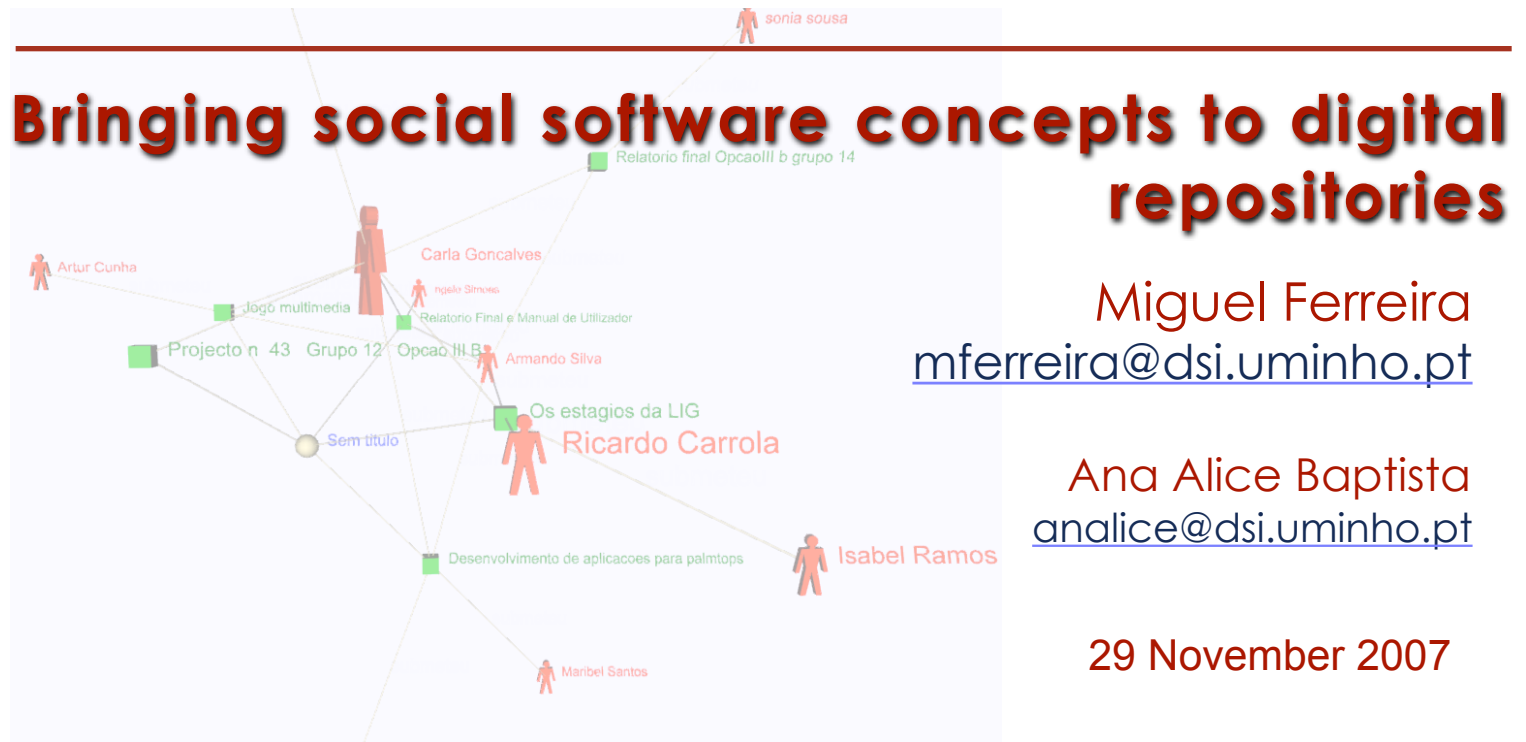 sonia sousa
Bringing social software concepts to digital
repositories
Relatorio final OpcaoIII b grupo 14
Carla Goncalves
Artur Cunha
ngelo Simoes
Jogo multimedia
Relatorio Final e Manual de Utilizador
Projecto n 43 Grupo 12 Opcao III B
Armando Silva
Os estagios da LIG
Ricardo Carrola
Sem titulo
Desenvolvimento de aplicacoes para palmtops
Isabel Ramos
Maribel Santos
Miguel Ferreira
mferreira@dsi.uminho.pt
Ana Alice Baptista
analice@dsi.uminho.pt
29 November 2007